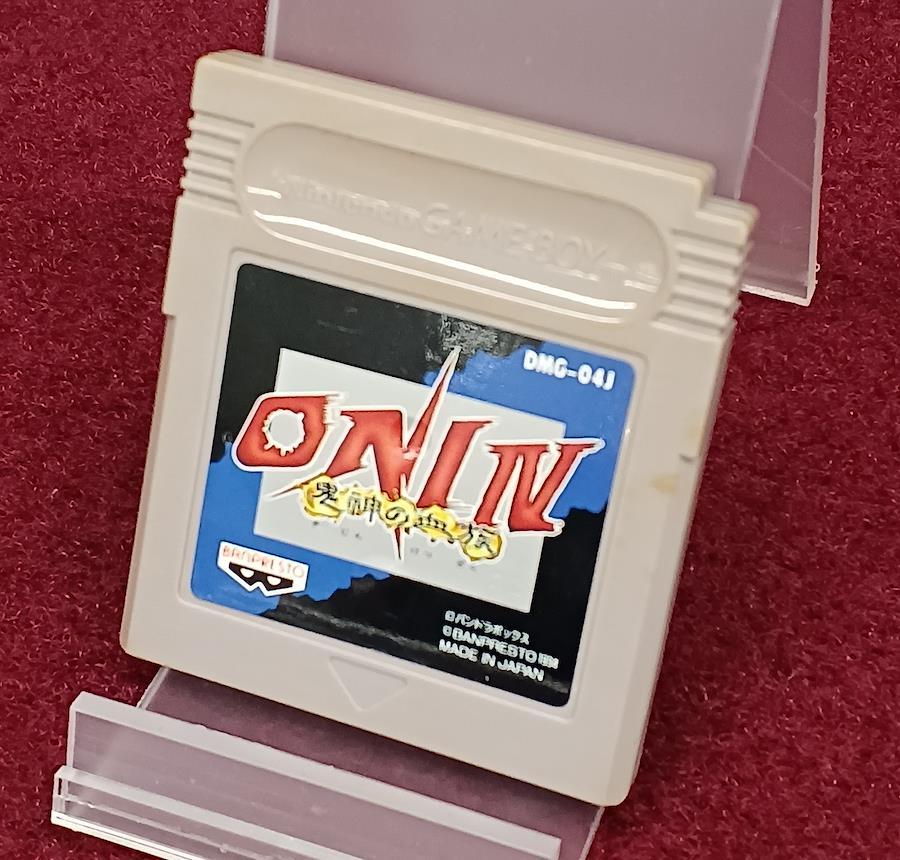 Nintendo GAME BOY
DMG-04J
ONI IV
鬼神の血族
BANPRESTO
©パンドラボックス
©BANPRESTO 1994
MADE IN JAPAN